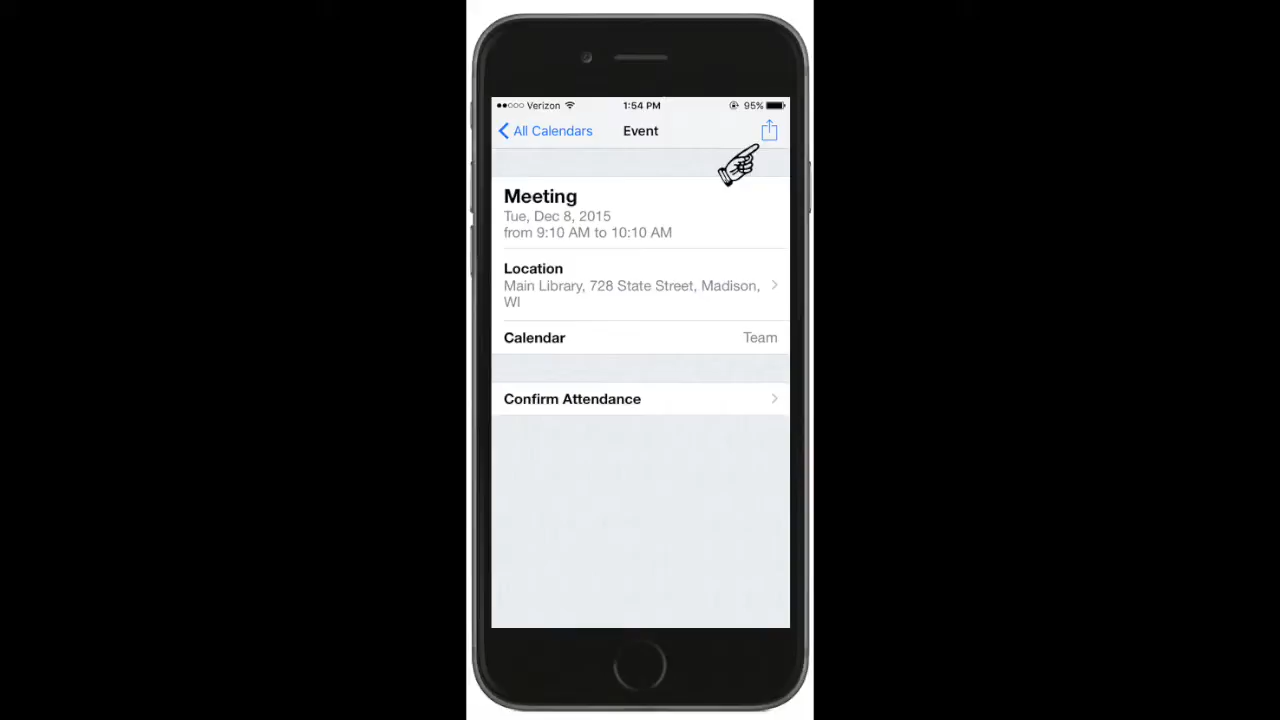 Verizon 1:54 PM 95%
All Calendars Event
Meeting
Tue, Dec 8, 2015
from 9:10 AM to 10:10 AM
Location
Main Library, 728 State Street, Madison,
WI
Calendar Team
Confirm Attendance